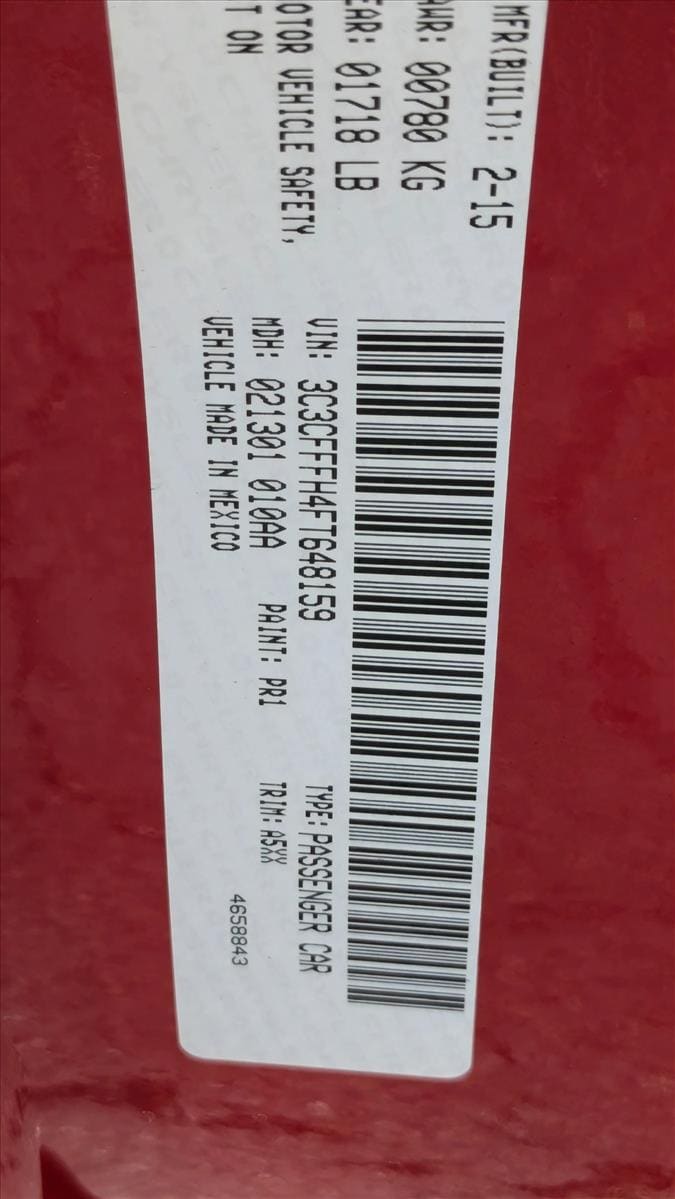 MFR(BUILT): 2-15
AWR: 00780 KG
EAR: 01718 LB
OTOR VEHICLE SAFETY,
T ON
VIN: 3C3CFFFH4FT648159 TYPE: PASSENGER CAR
MDH: 021301 010AA PAINT: PR1 TRIM: A5XX
VEHICLE MADE IN MEXICO
4658843